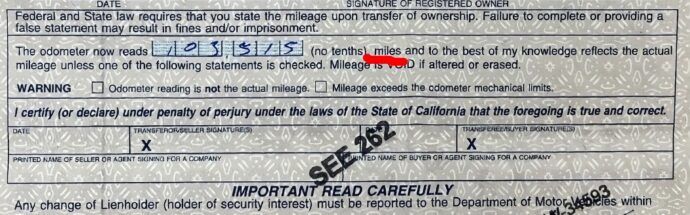 DATE SIGNATURE OF REGISTERED OWNER
Federal and State law requires that you state the mileage upon transfer of ownership. Failure to complete or providing a
false statement may result in fines and/or imprisonment.
The odometer now reads 103515 (no tenths), miles and to the best of my knowledge reflects the actual
mileage unless one of the following statements is checked. Mileage is VOID if altered or erased.
WARNING Odometer reading is not the actual mileage. Mileage exceeds the odometer mechanical limits.
I certify (or declare) under penalty of perjury under the laws of the State of California that the foregoing is true and correct.
DATE TRANSFEROR/SELLER SIGNATURE(S) DATE TRANSFEREE/BUYER SIGNATURE(S)
X X
SEE 262
PRINTED NAME OF SELLER OR AGENT SIGNING FOR A COMPANY PRINTED NAME OF BUYER OR AGENT SIGNING FOR A COMPANY
IMPORTANT READ CAREFULLY
Any change of Lienholder (holder of security interest) must be reported to the Department of Motor Vehicles within
34593